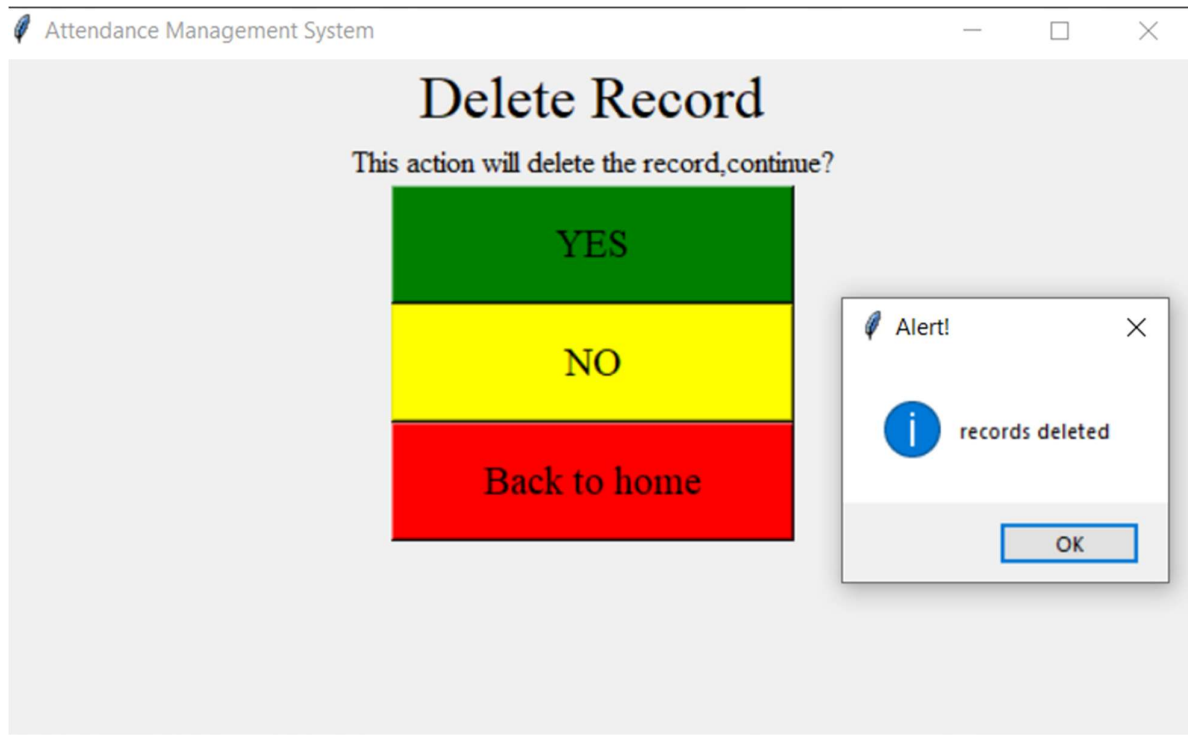 Attendance Management System
Delete Record
This action will delete the record,continue?
YES
NO
Back to home
Alert!
i
records deleted
OK